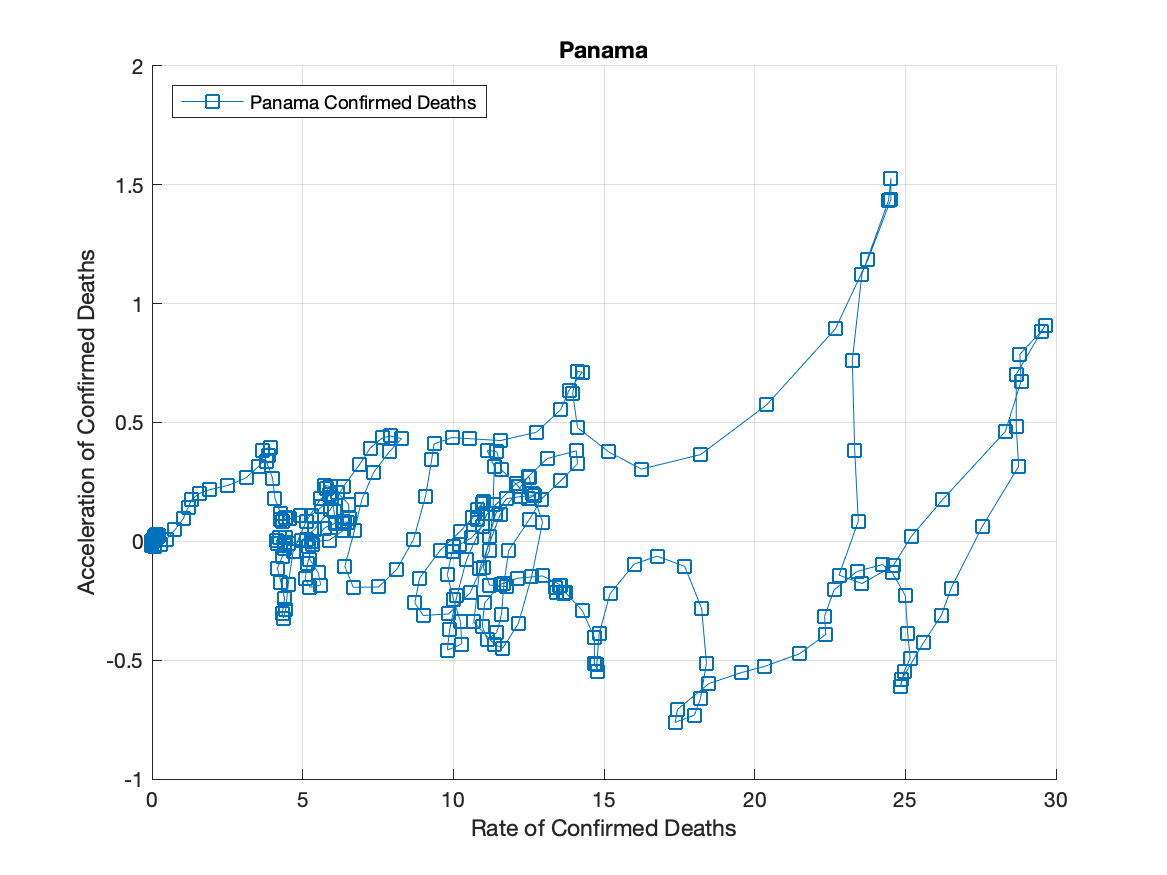 Panama
2
Panama Confirmed Deaths
1.5
1
0.5
0
-0.5
-1
Acceleration of Confirmed Deaths
0 5 10 15 20 25 30
Rate of Confirmed Deaths